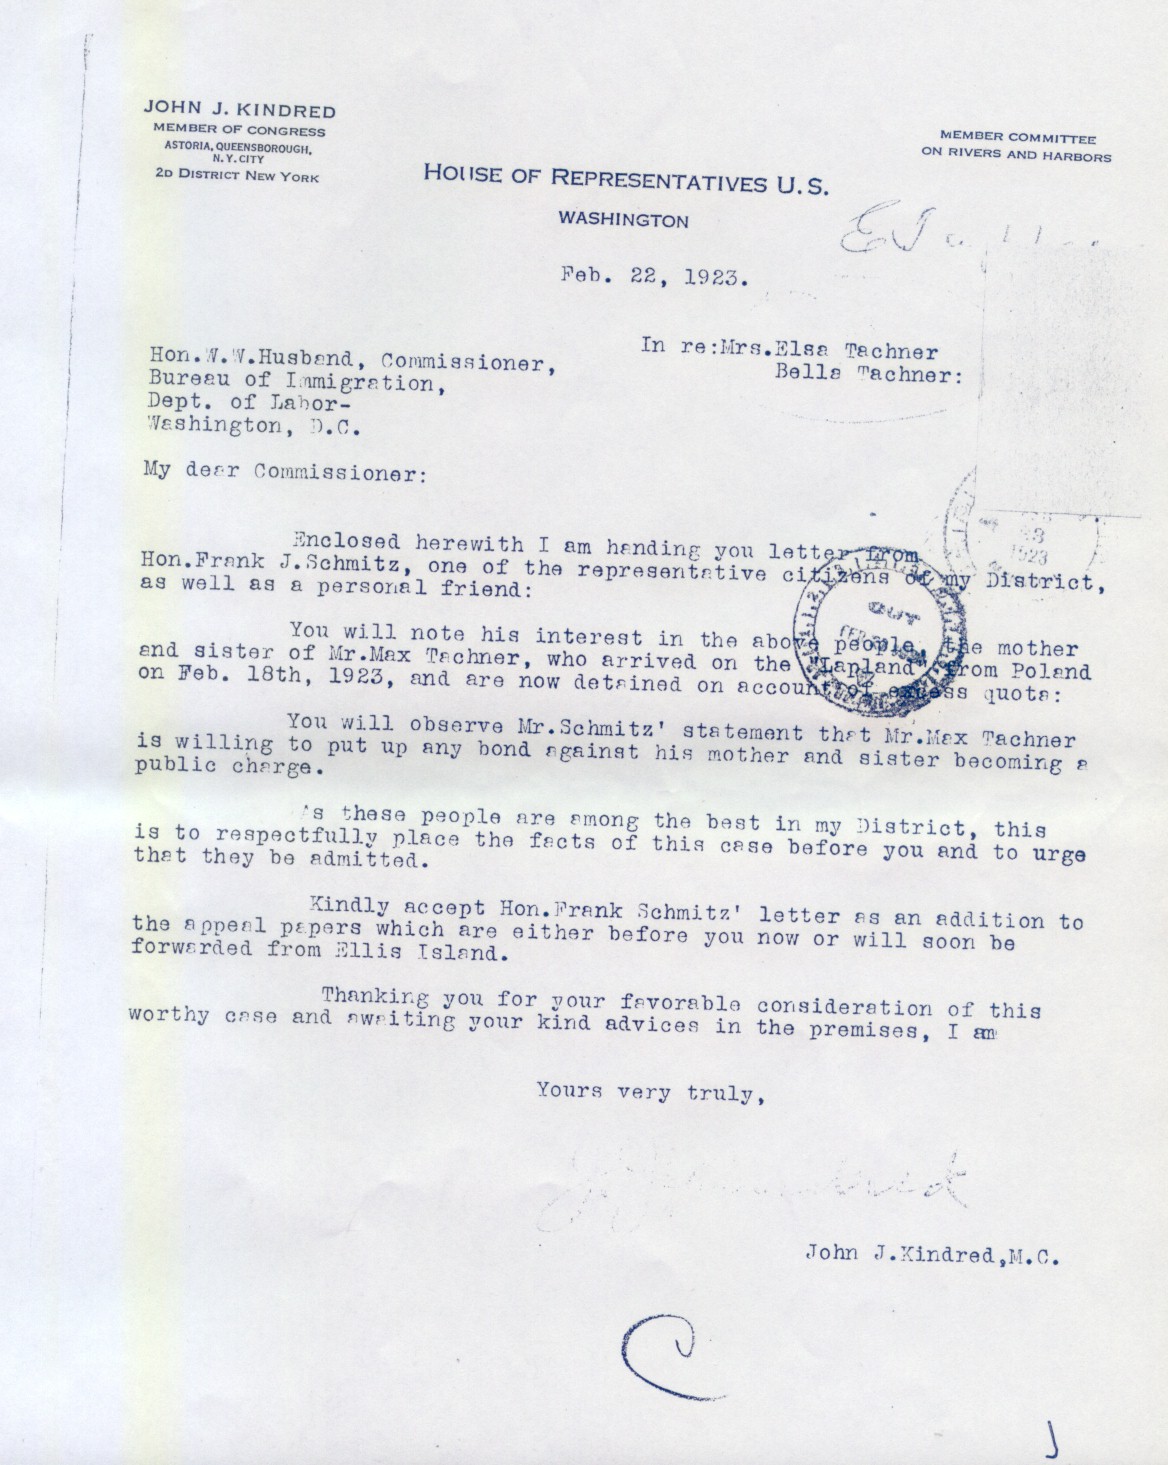 JOHN J. KINDRED
MEMBER OF CONGRESS
ASTORIA, QUEENSBOROUGH,
N. Y. CITY
2D DISTRICT NEW YORK
MEMBER COMMITTEE
ON RIVERS AND HARBORS
HOUSE OF REPRESENTATIVES U. S.
WASHINGTON
Feb. 22, 1923.
In re:Mrs.Elsa Tachner
Bella Tachner:
Hon.W.W.Husband, Commissioner,
Bureau of Immigration,
Dept. of Labor-
Washington, D.C.
My dear Commissioner:
Enclosed herewith I am handing you letter from
Hon.Frank J.Schmitz, one of the representative citizens of my District,
as well as a personal friend:
You will note his interest in the above people, the mother
and sister of Mr.Max Tachner, who arrived on the "Lapland" from Poland
on Feb. 18th, 1923, and are now detained on account of excess quota:
You will observe Mr.Schmitz' statement that Mr.Max Tachner
is willing to put up any bond against his mother and sister becoming a
public charge.
As these people are among the best in my District, this
is to respectfully place the facts of this case before you and to urge
that they be admitted.
Kindly accept Hon.Frank Schmitz' letter as an addition to
the appeal papers which are either before you now or will soon be
forwarded from Ellis Island.
Thanking you for your favorable consideration of this
worthy case and awaiting your kind advices in the premises, I am
Yours very truly,
John J.Kindred,M.C.
OUT
1923
C